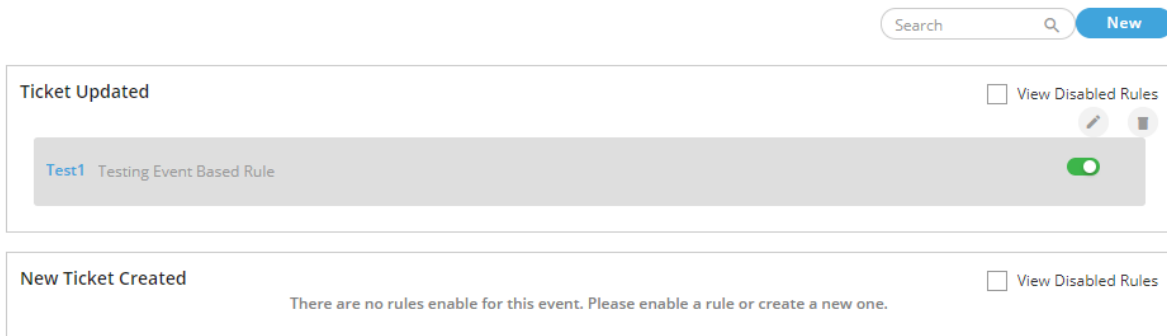 Search
New
Ticket Updated
View Disabled Rules
Test1 Testing Event Based Rule
New Ticket Created
View Disabled Rules
There are no rules enable for this event. Please enable a rule or create a new one.